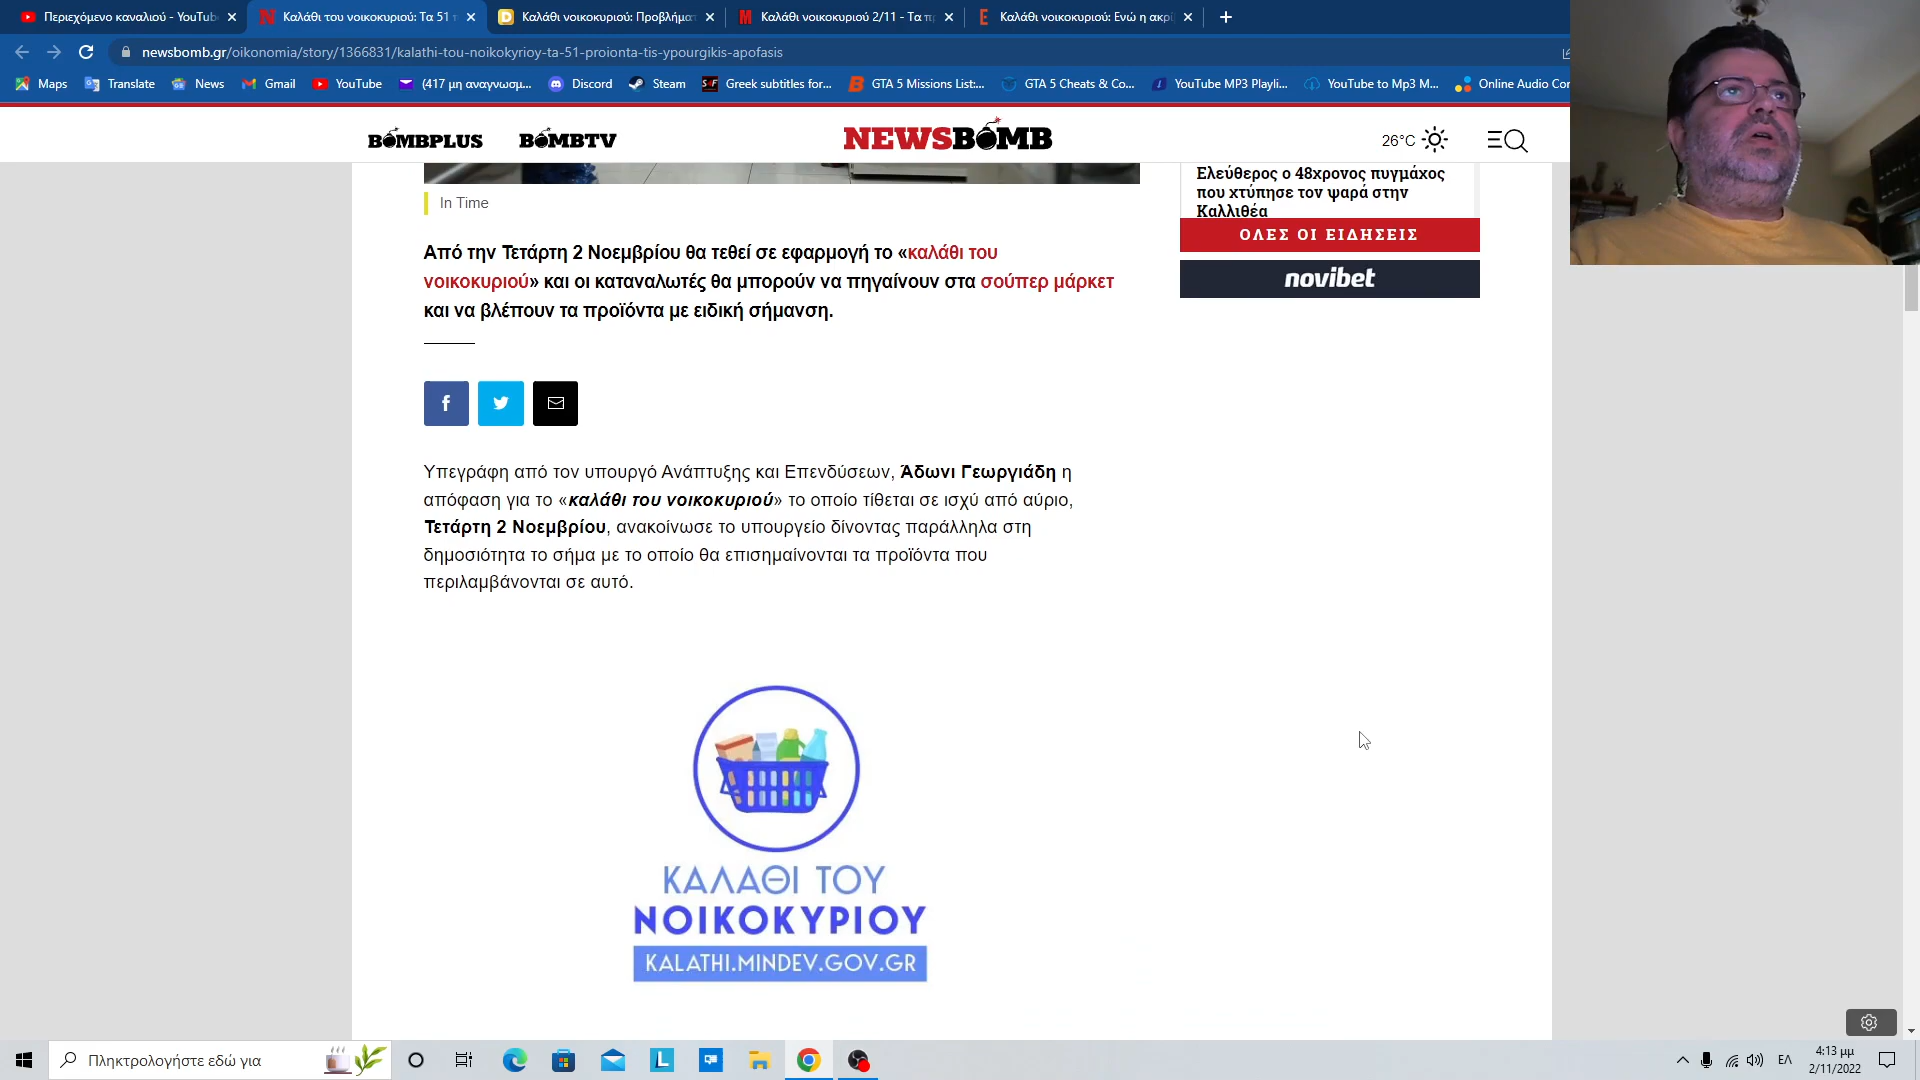 Περιεχόμενο καναλιού - YouTub
Καλάθι του νοικοκυριού: Τα 51 π
Καλάθι νοικοκυριού: Προβλήματ
Καλάθι νοικοκυριού 2/11 - Τα πρ
Καλάθι νοικοκυριού: Ενώ η ακρί
newsbomb.gr/oikonomia/story/1366831/kalathi-tou-noikokyrioy-ta-51-proionta-tis-ypourgikis-apofasis
Maps
Translate
News
Gmail
YouTube
(417 μη αναγνωσμ...
Discord
Steam
Greek subtitles for...
GTA 5 Missions List:...
GTA 5 Cheats & Co...
YouTube MP3 Playli...
YouTube to Mp3 M...
Online Audio Con
BOMBPLUS
BOMBTV
NEWSBOMB
26°C
In Time
Ελεύθερος ο 48χρονος πυγμάχος
που χτύπησε τον ψαρά στην
Καλλιθέα
ΟΛΕΣ ΟΙ ΕΙΔΗΣΕΙΣ
novibet
Από την Τετάρτη 2 Νοεμβρίου θα τεθεί σε εφαρμογή το «καλάθι του
νοικοκυριού» και οι καταναλωτές θα μπορούν να πηγαίνουν στα σούπερ μάρκετ
και να βλέπουν τα προϊόντα με ειδική σήμανση.
Υπεγράφη από τον υπουργό Ανάπτυξης και Επενδύσεων, Άδωνι Γεωργιάδη η
απόφαση για το «καλάθι του νοικοκυριού» το οποίο τίθεται σε ισχύ από αύριο,
Τετάρτη 2 Νοεμβρίου, ανακοίνωσε το υπουργείο δίνοντας παράλληλα στη
δημοσιότητα το σήμα με το οποίο θα επισημαίνονται τα προϊόντα που
περιλαμβάνονται σε αυτό.
ΚΑΛΑΘΙ ΤΟΥ
ΝΟΙΚΟΚΥΡΙΟΥ
KALATHI.MINDEV.GOV.GR
Πληκτρολογήστε εδώ για
ΕΛ
4:13 μμ
2/11/2022